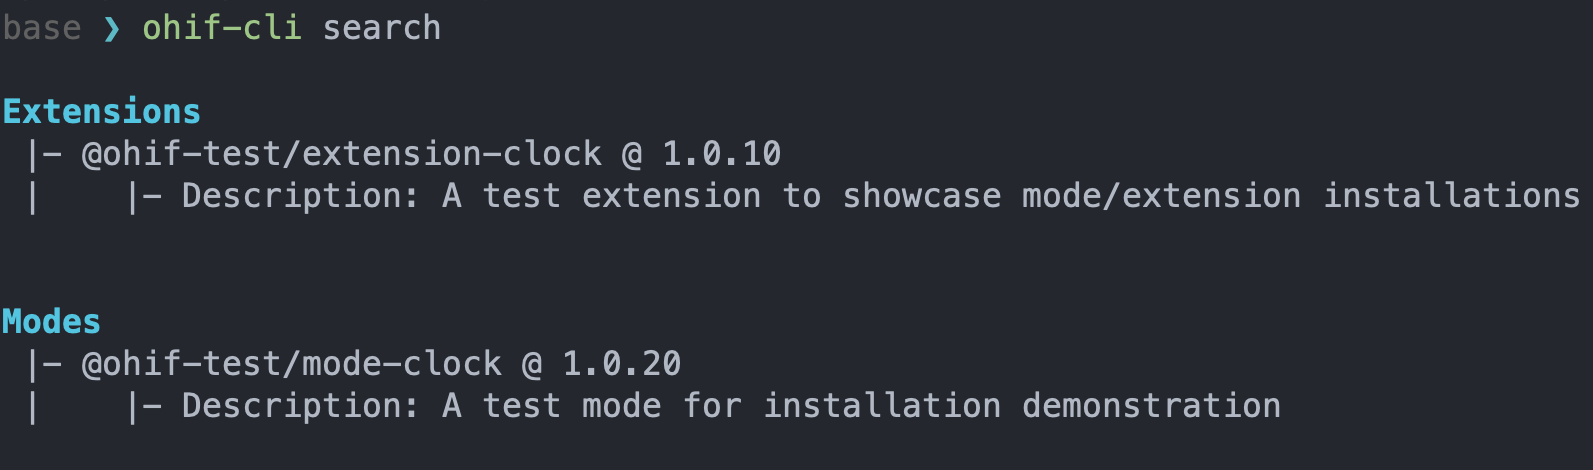 base ❯ ohif-cli search
Extensions
|- @ohif-test/extension-clock @ 1.0.10
|    |- Description: A test extension to showcase mode/extension installations
Modes
|- @ohif-test/mode-clock @ 1.0.20
|    |- Description: A test mode for installation demonstration